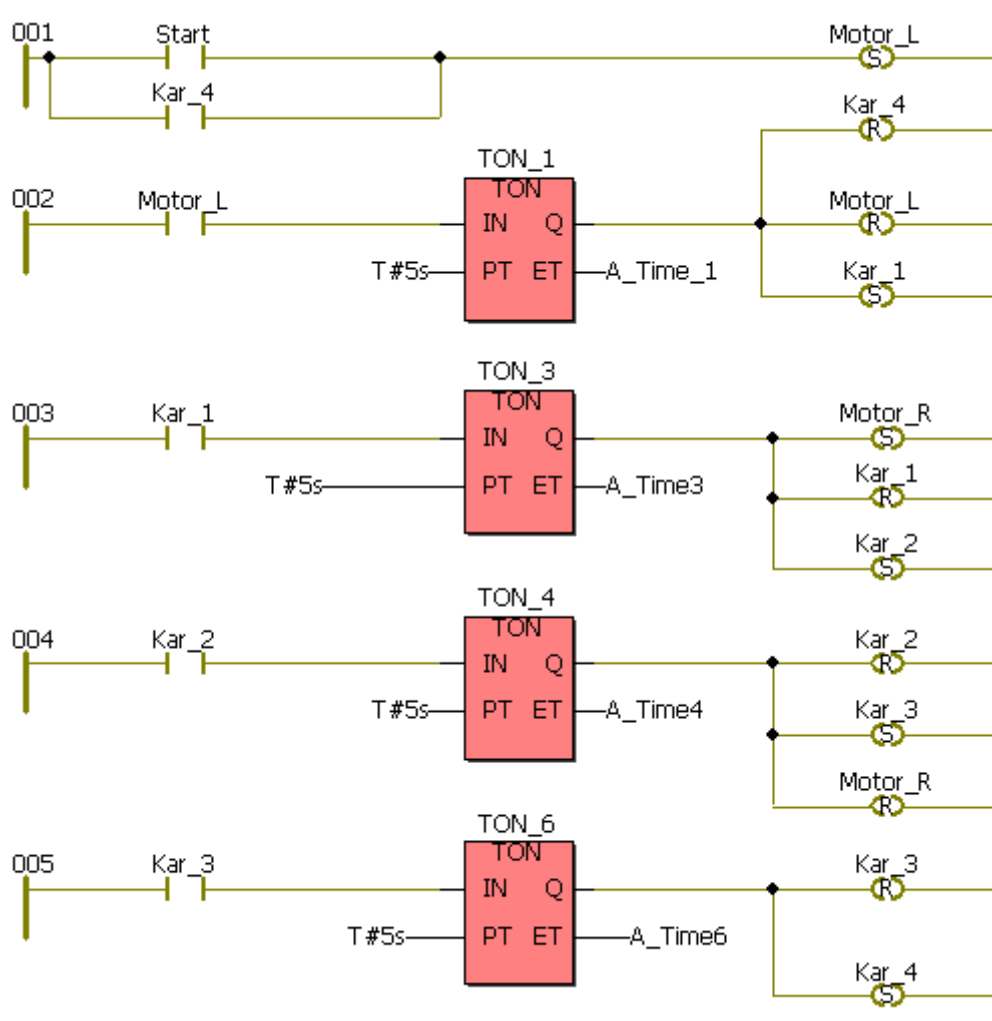 001 Start Motor_L
S
Kar_4 Kar_4
R
TON_1
002 Motor_L TON Motor_L
IN Q R
T#5s PT ET A_Time_1 Kar_1
S
TON_3
003 Kar_1 TON Motor_R
IN Q S
T#5s PT ET A_Time3 Kar_1
R
Kar_2
S
TON_4
004 Kar_2 TON Kar_2
IN Q R
T#5s PT ET A_Time4 Kar_3
S
Motor_R
R
TON_6
005 Kar_3 TON Kar_3
IN Q R
T#5s PT ET A_Time6
Kar_4
S